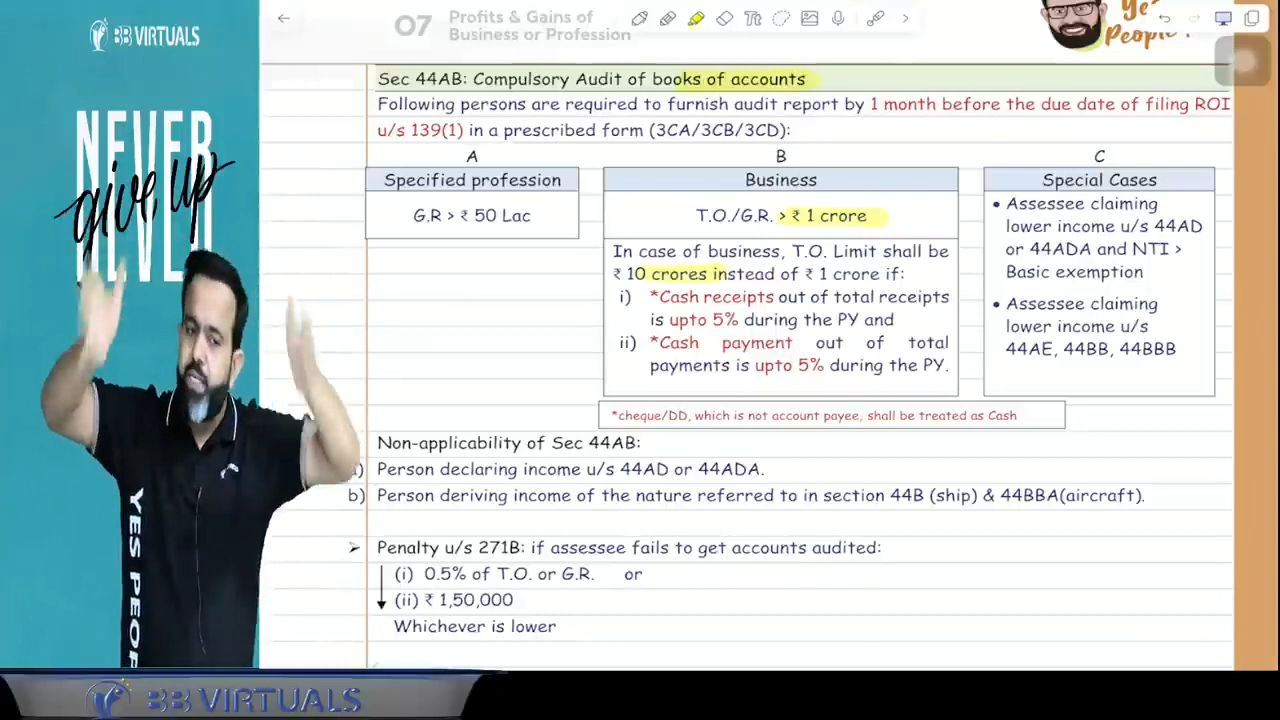 BB VIRTUALS
07
Profits & Gains of
Business or Profession
People
NEVER
give up
NEVER
Sec 44AB: Compulsory Audit of books of accounts
Following persons are required to furnish audit report by 1 month before the due date of filing ROI
u/s 139(1) in a prescribed form (3CA/3CB/3CD):
A
Specified profession
G.R > ₹ 50 Lac
B
Business
T.O./G.R. > ₹ 1 crore
In case of business, T.O. Limit shall be
₹ 10 crores instead of ₹ 1 crore if:
i) *Cash receipts out of total receipts
is upto 5% during the PY and
ii) *Cash payment out of total
payments is upto 5% during the PY.
C
Special Cases
• Assessee claiming
lower income u/s 44AD
or 44ADA and NTI >
Basic exemption
• Assessee claiming
lower income u/s
44AE, 44BB, 44BBB
*cheque/DD, which is not account payee, shall be treated as Cash
Non-applicability of Sec 44AB:
) Person declaring income u/s 44AD or 44ADA.
b) Person deriving income of the nature referred to in section 44B (ship) & 44BBA(aircraft).
➢ Penalty u/s 271B: if assessee fails to get accounts audited:
(i) 0.5% of T.O. or G.R. or
(ii) ₹ 1,50,000
Whichever is lower
YES PEOP
BB VIRTUALS